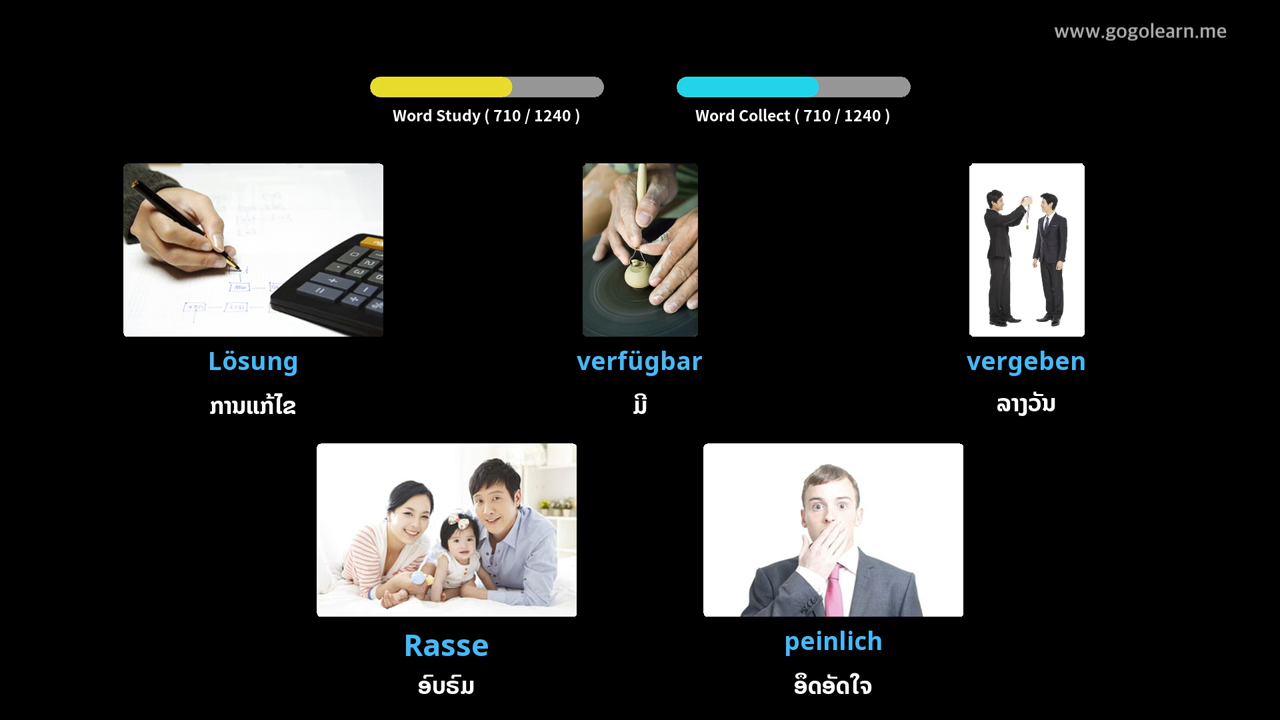 www.gogolearn.me
Word Study ( 710 / 1240 )
Word Collect ( 710 / 1240 )
Lösung
verfügbar
vergeben
ການແກ້ໄຂ
ມີ
ລາງວັນ
Rasse
peinlich
ອົບຣົມ
ອຶດອັດໃຈ